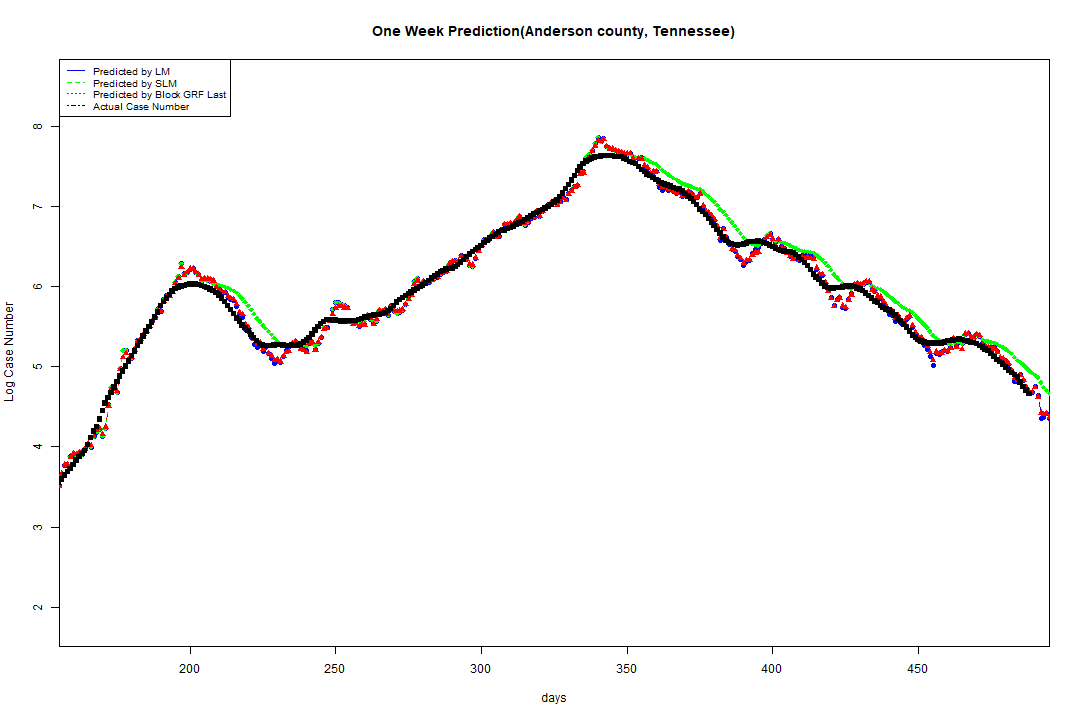 One Week Prediction(Anderson county, Tennessee)
Predicted by LM
Predicted by SLM
Predicted by Block GRF Last
Actual Case Number
8
7
6
5
4
3
2
Log Case Number
200 250 300 350 400 450
days